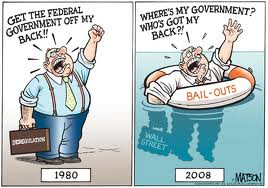 GET THE FEDERAL
GOVERNMENT OFF MY
BACK!!
DEREGULATION
1980
WHERE'S MY GOVERNMENT?
WHO'S GOT MY
BACK?!
BAIL-OUTS
WALL
STREET
2008
MATSON